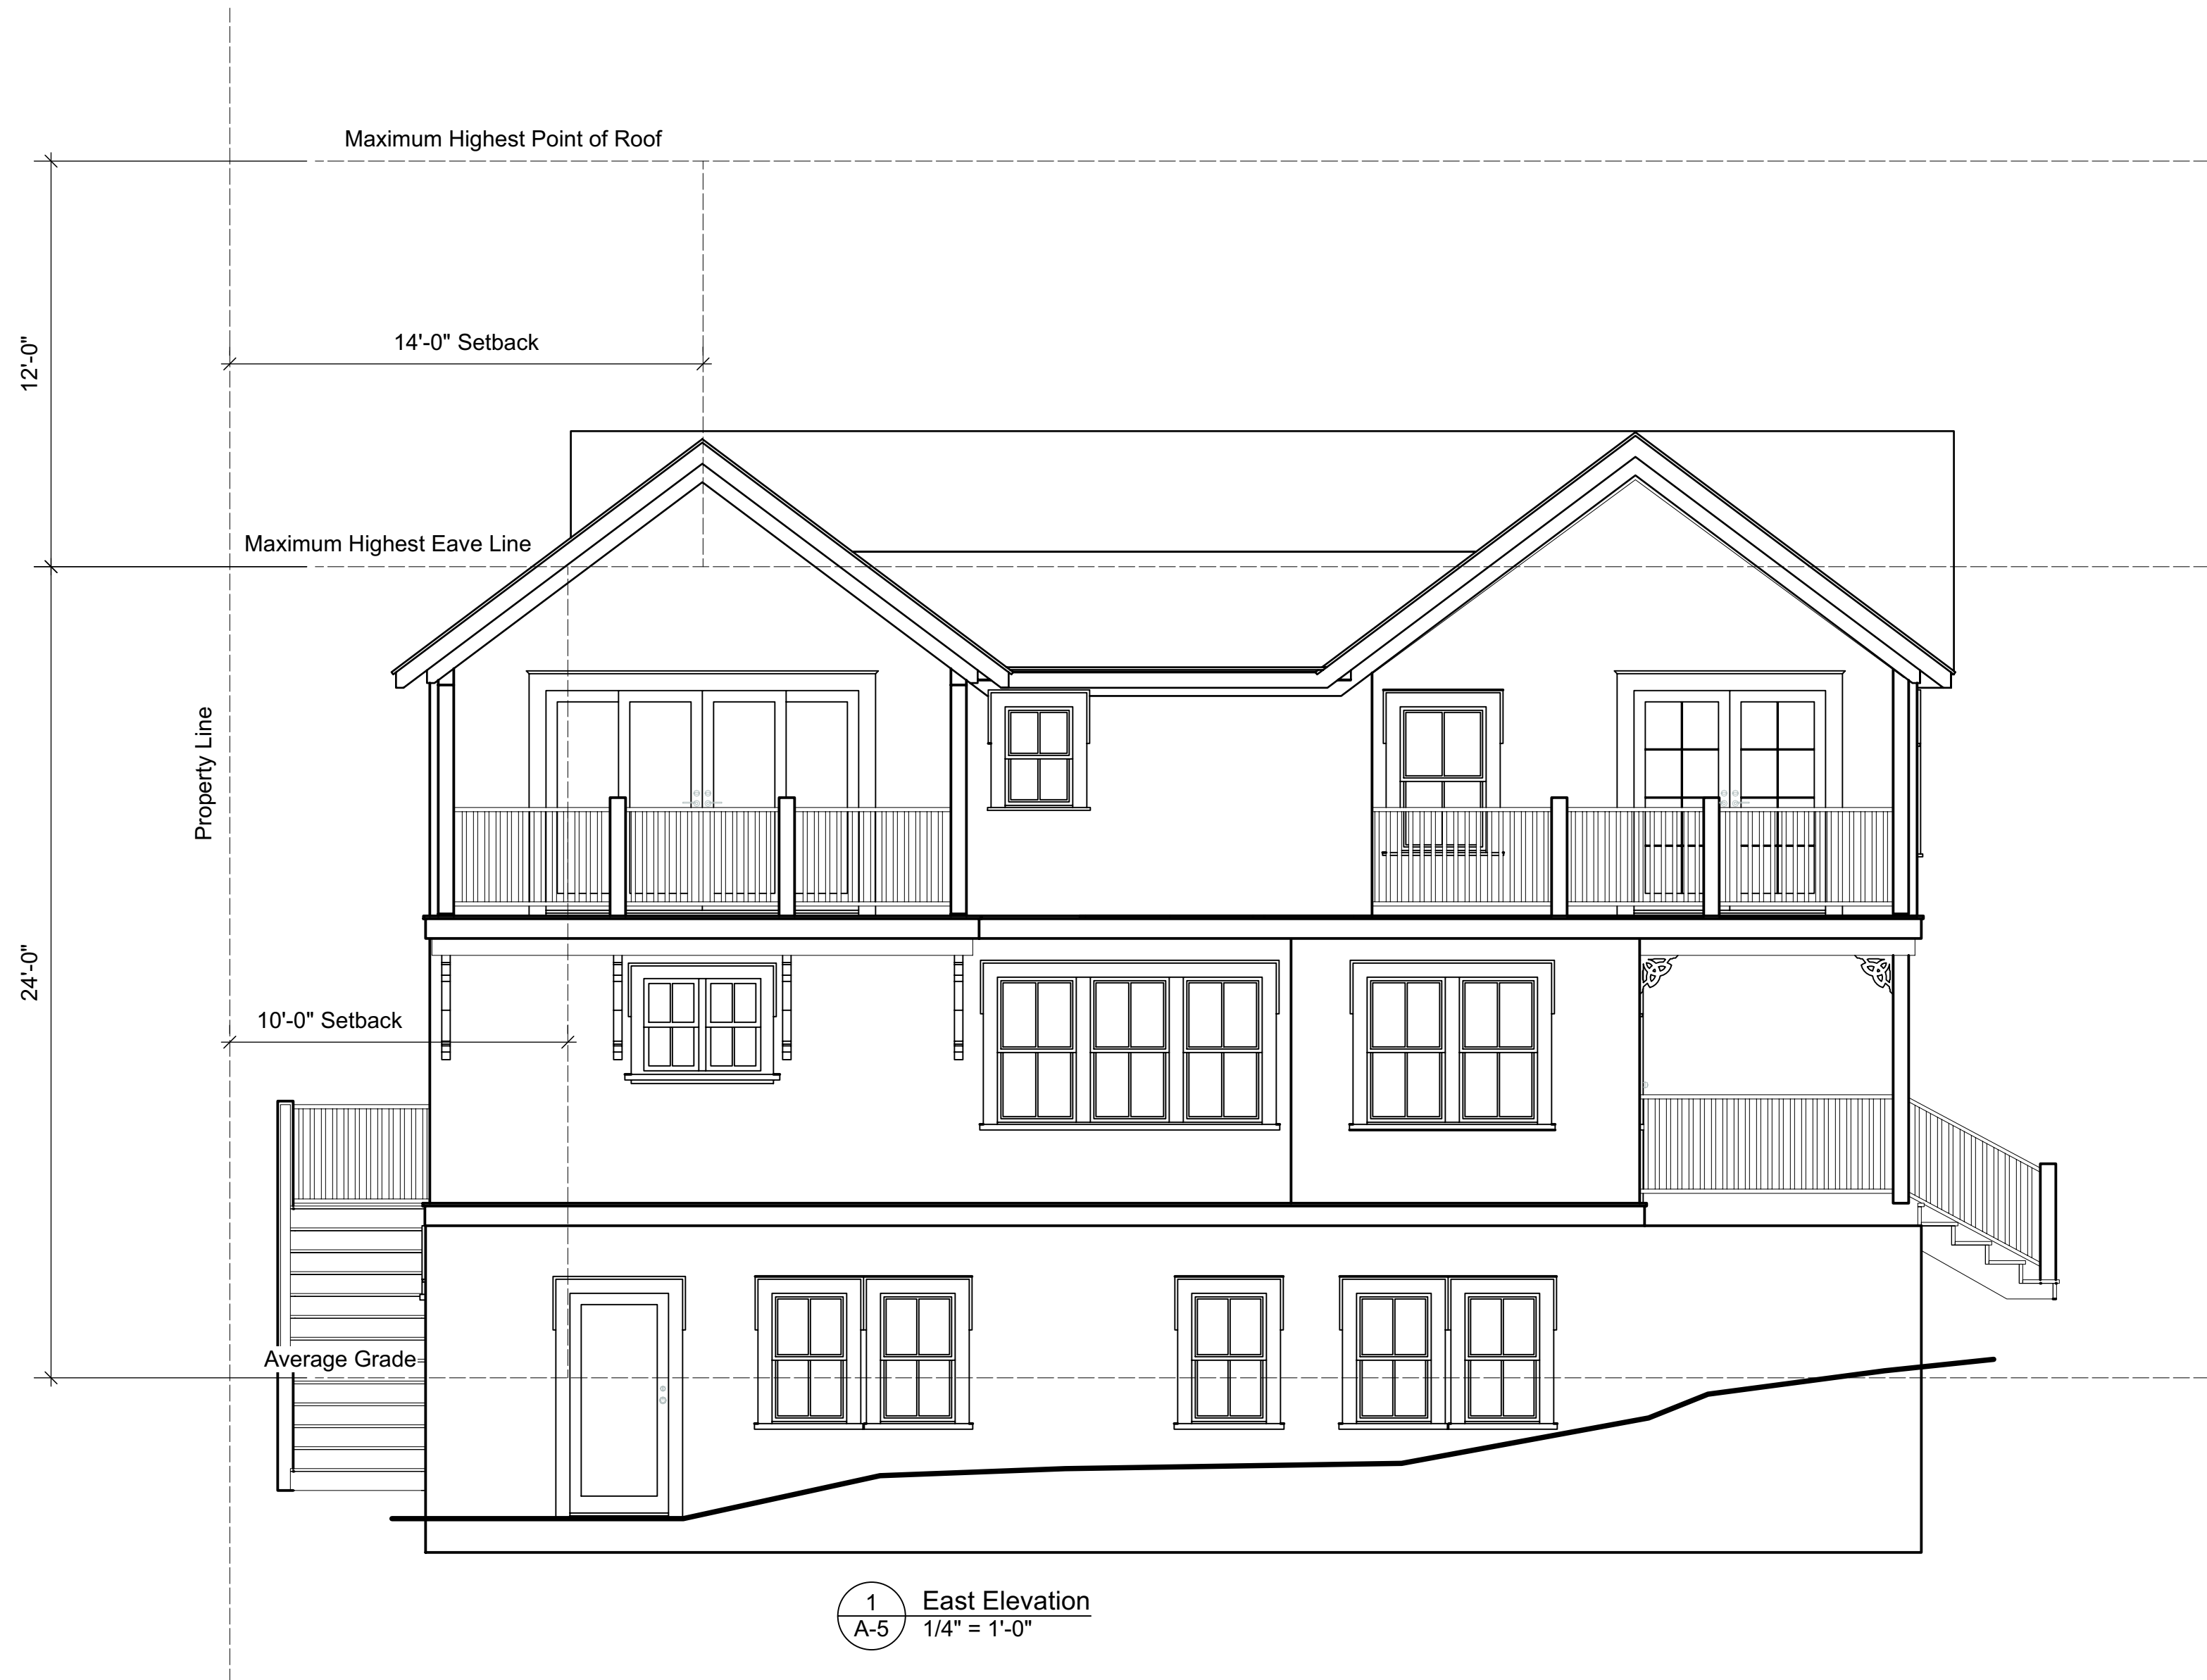 Maximum Highest Point of Roof
12'-0"
14'-0" Setback
Maximum Highest Eave Line
Property Line
24'-0"
10'-0" Setback
Average Grade
1
A-5
East Elevation
1/4" = 1'-0"